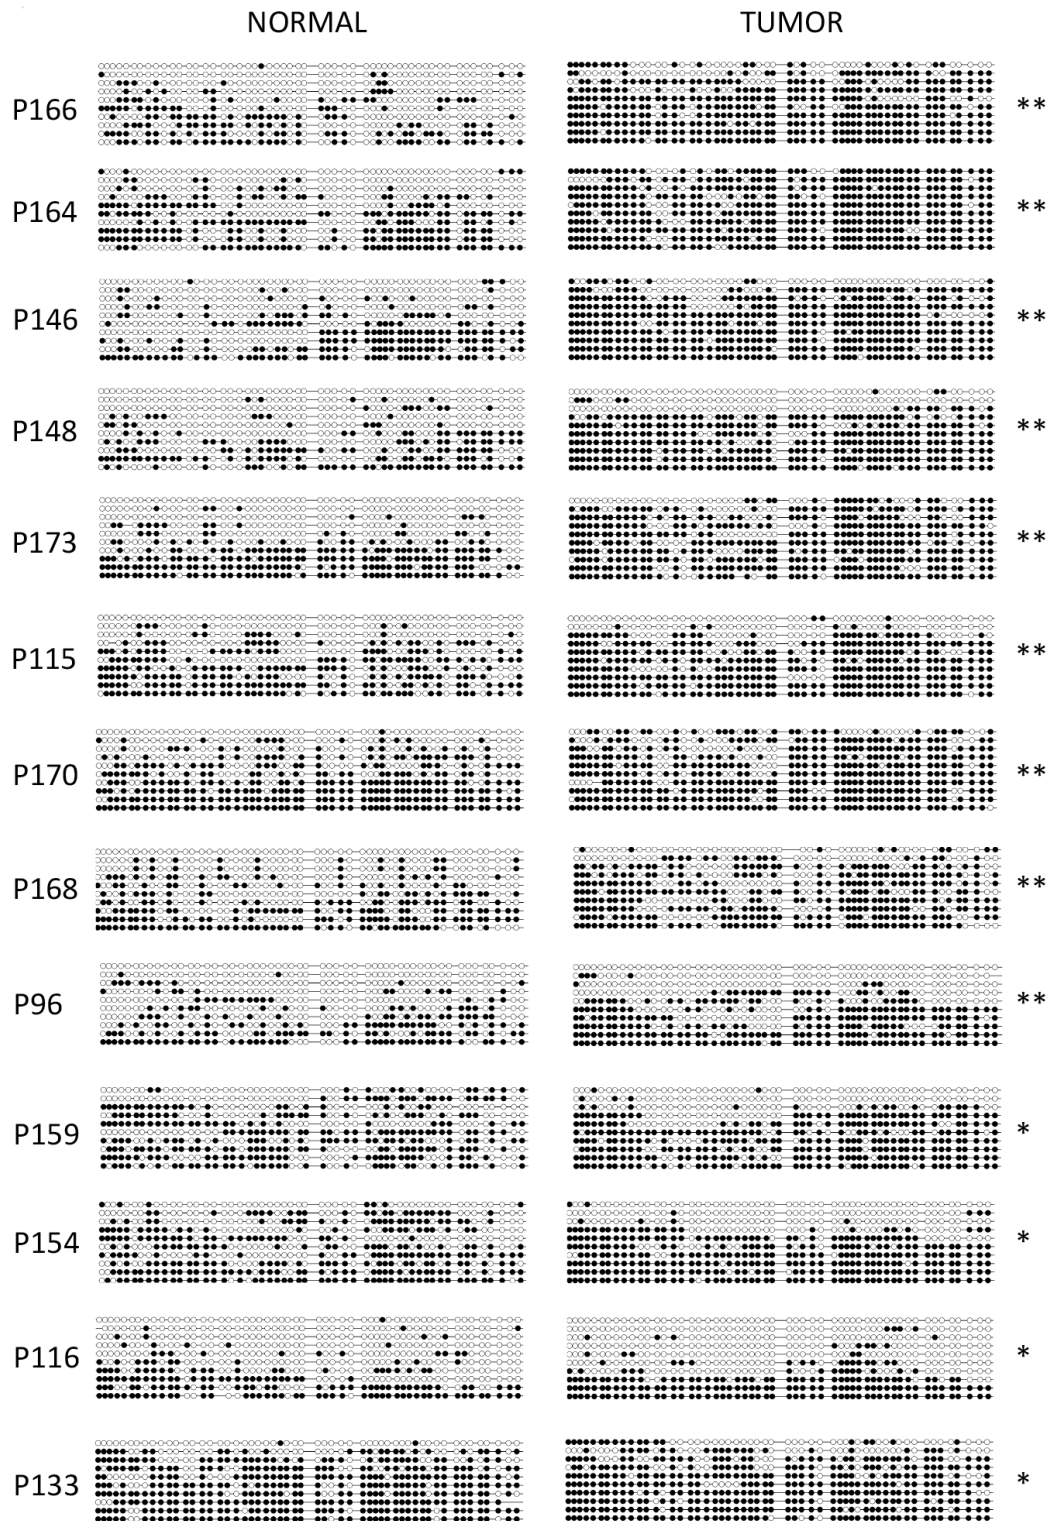 NORMAL TUMOR
P166 **
P164 **
P146 **
P148 **
P173 **
P115 **
P170 **
P168 **
P96 **
P159 *
P154 *
P116 *
P133 *